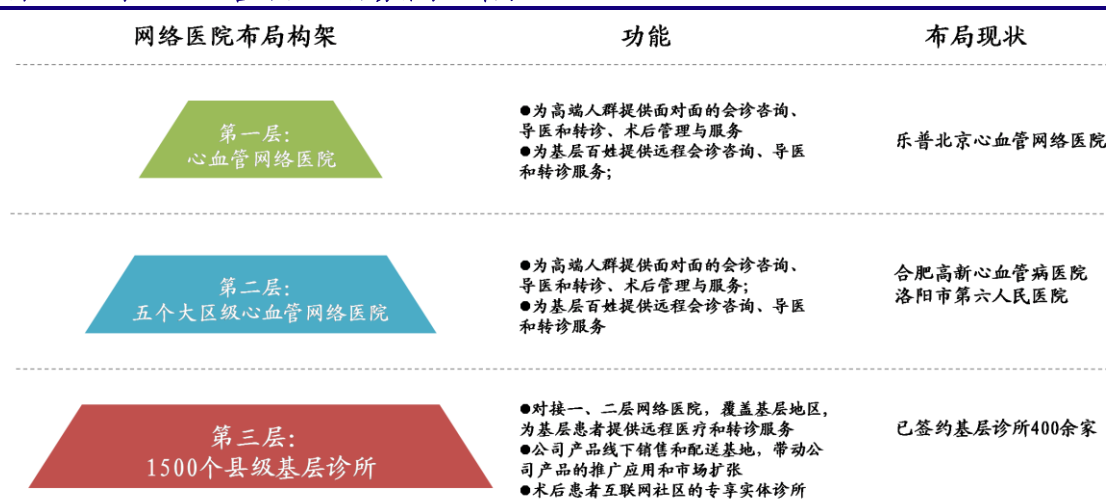 网络医院布局构架
功能
布局现状
第一层:
心血管网络医院
●为高端人群提供面对面的会诊咨询、
导医和转诊、术后管理与服务
●为基层百姓提供远程会诊咨询、导医
和转诊服务;
乐普北京心血管网络医院
第二层:
五个大区级心血管网络医院
●为高端人群提供面对面的会诊咨询、
导医和转诊、术后管理与服务;
●为基层百姓提供远程会诊咨询、导医
和转诊服务
合肥高新心血管病医院
洛阳市第六人民医院
第三层:
1500个县级基层诊所
●对接一、二层网络医院，覆盖基层地区，
为基层患者提供远程医疗和转诊服务
●公司产品线下销售和配送基地，带动公
司产品的推广应用和市场扩张
●术后患者互联网社区的专享实体诊所
已签约基层诊所400余家